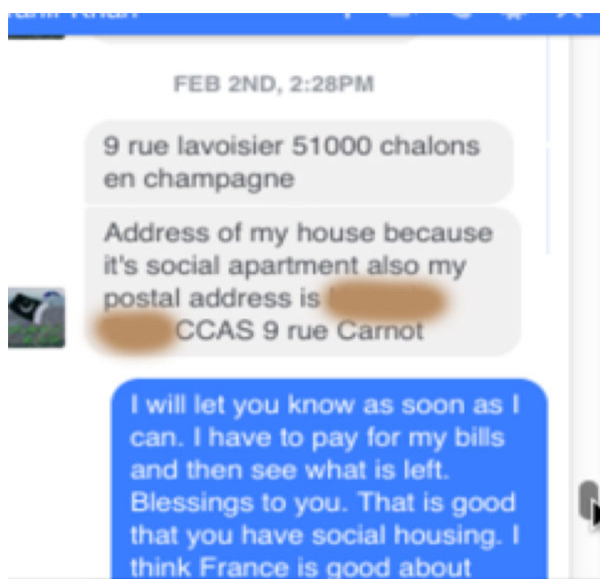 Khan
FEB 2ND, 2:28PM
9 rue lavoisier 51000 chalons
en champagne
Address of my house because
it's social apartment also my
postal address is
CCAS 9 rue Carnot
I will let you know as soon as I
can. I have to pay for my bills
and then see what is left.
Blessings to you. That is good
that you have social housing. I
think France is good about